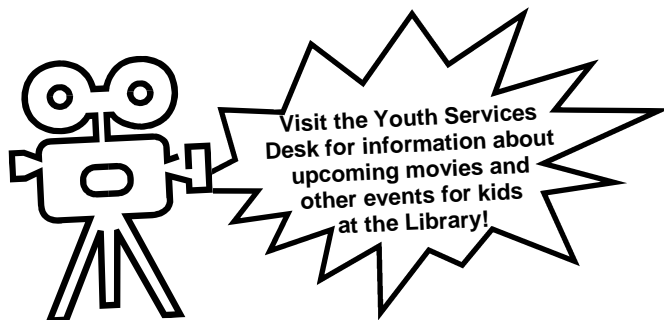 Visit the Youth Services
Desk for information about
upcoming movies and
other events for kids
at the Library!